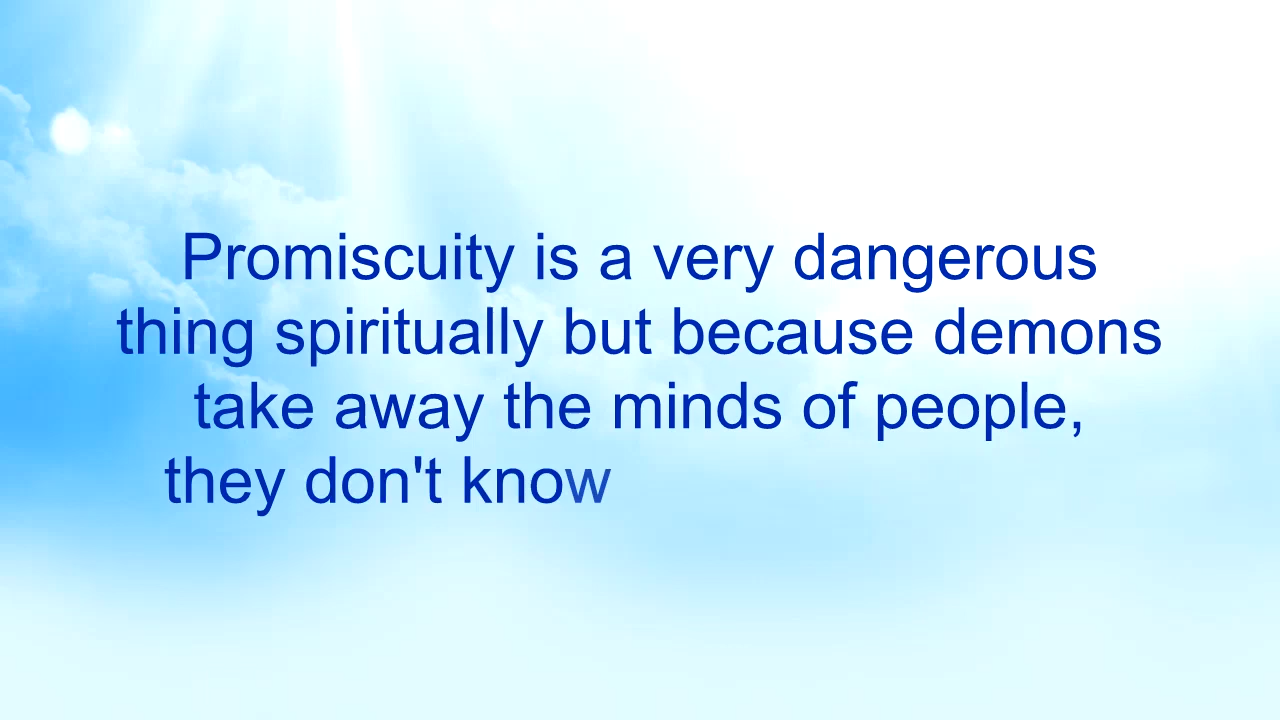 Promiscuity is a very dangerous
thing spiritually but because demons
take away the minds of people,
they don't know